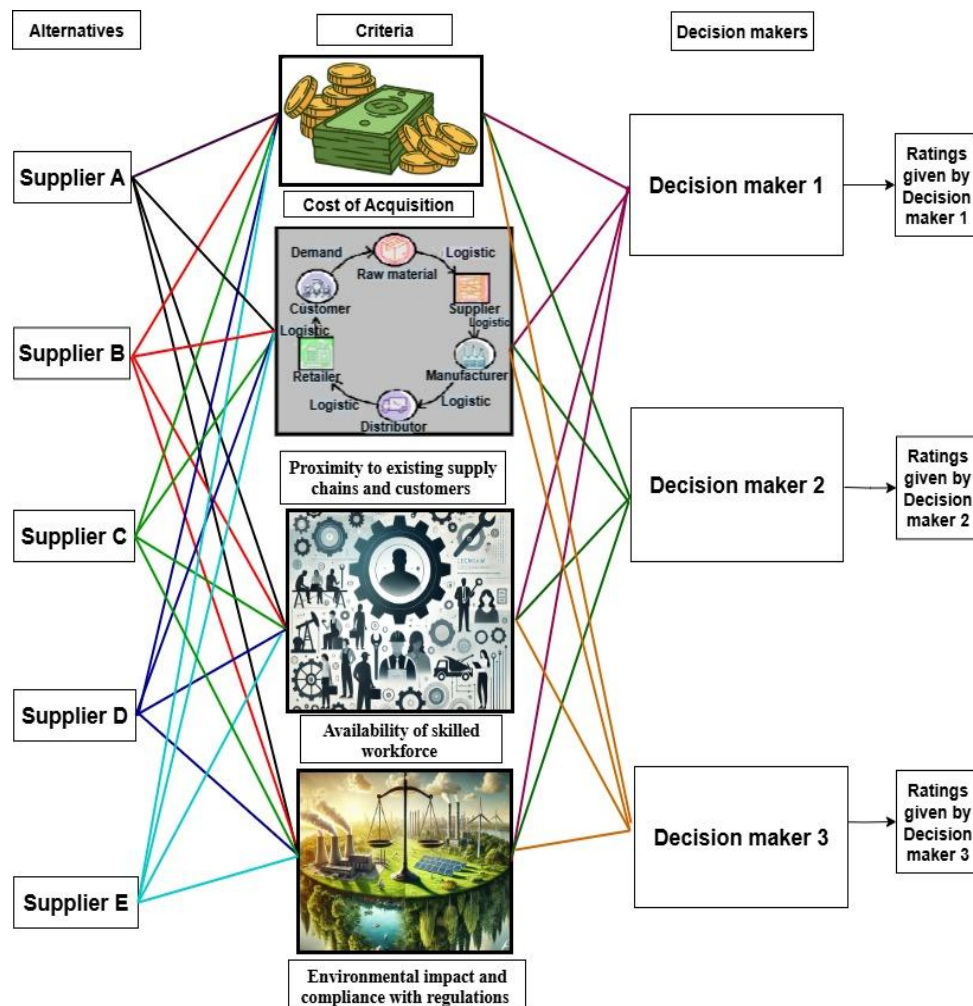 Alternatives
Criteria
Decision makers
Supplier A
Supplier B
Supplier C
Supplier D
Supplier E
Cost of Acquisition
Demand
Logistic
Raw material
Customer
Supplier
Logistic
Logistic
Retailer
Manufacturer
Logistic
Logistic
Distributor
Proximity to existing supply
chains and customers
Availability of skilled
workforce
Environmental impact and
compliance with regulations
Decision maker 1
Decision maker 2
Decision maker 3
Ratings
given by
Decision
maker 1
Ratings
given by
Decision
maker 2
Ratings
given by
Decision
maker 3